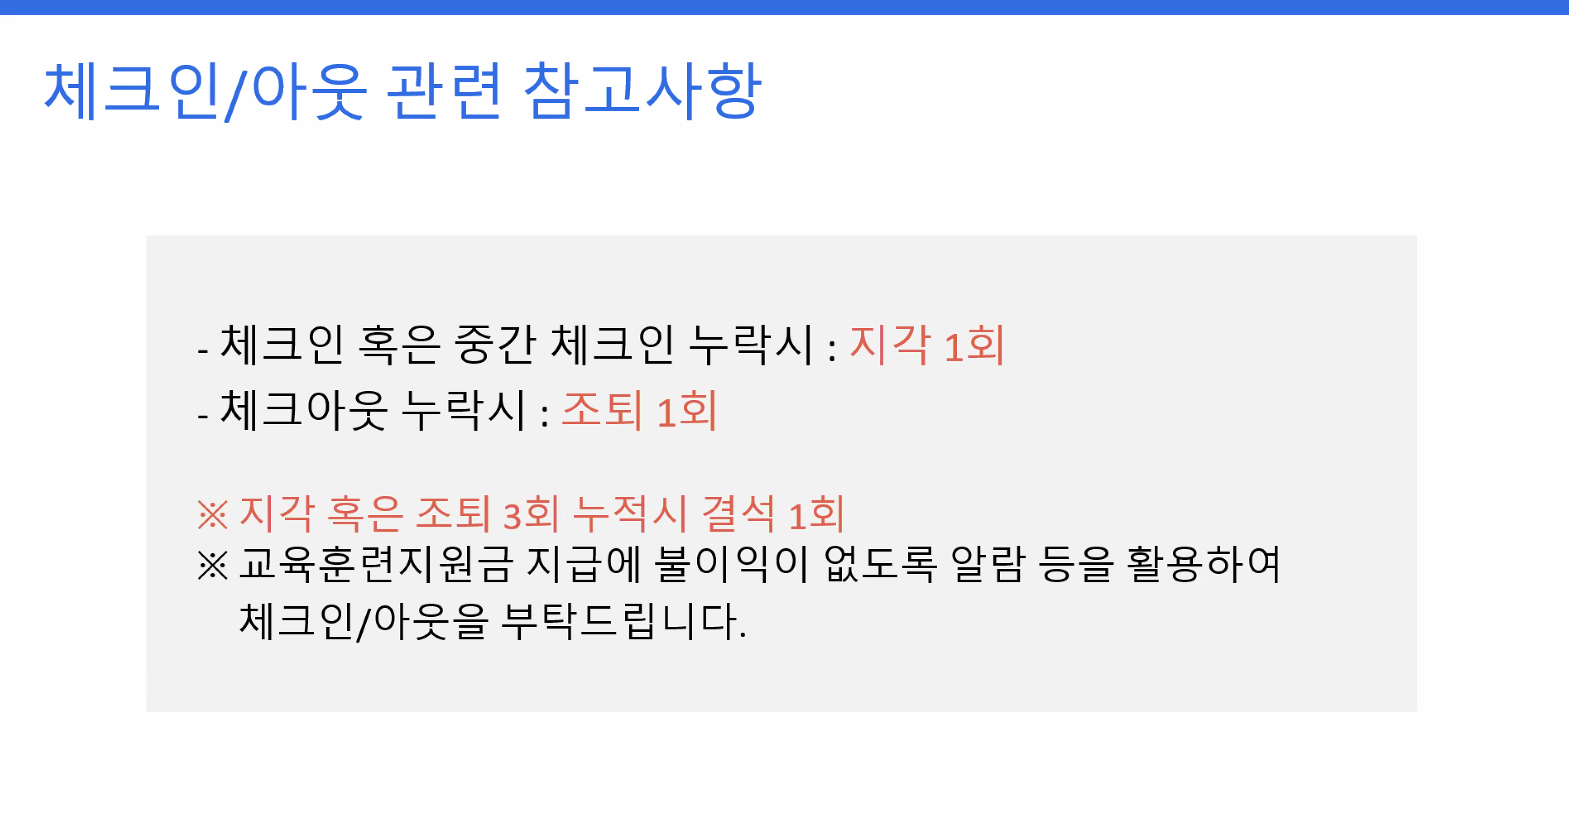 체크인/아웃 관련 참고사항
- 체크인 혹은 중간 체크인 누락시 : 지각 1회
- 체크아웃 누락시 : 조퇴 1회
※ 지각 혹은 조퇴 3회 누적시 결석 1회
※ 교육훈련지원금 지급에 불이익이 없도록 알람 등을 활용하여
체크인/아웃을 부탁드립니다.